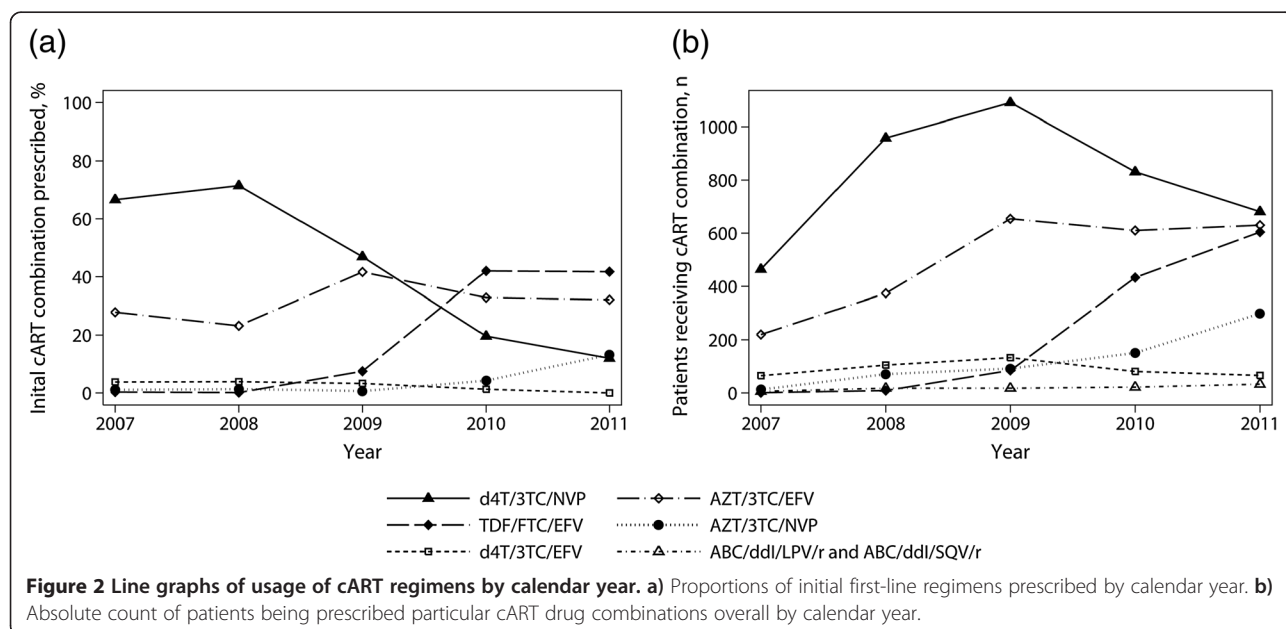 (a)
Inital cART combination prescribed, %
100
80
60
40
20
0
2007 2008 2009 2010 2011
Year
(b)
Patients receiving cART combination, n
1000
800
600
400
200
0
2007 2008 2009 2010 2011
Year
d4T/3TC/NVP AZT/3TC/EFV
TDF/FTC/EFV AZT/3TC/NVP
d4T/3TC/EFV ABC/ddI/LPV/r and ABC/ddI/SQV/r
Figure 2 Line graphs of usage of cART regimens by calendar year. a) Proportions of initial first-line regimens prescribed by calendar year. b)
Absolute count of patients being prescribed particular cART drug combinations overall by calendar year.